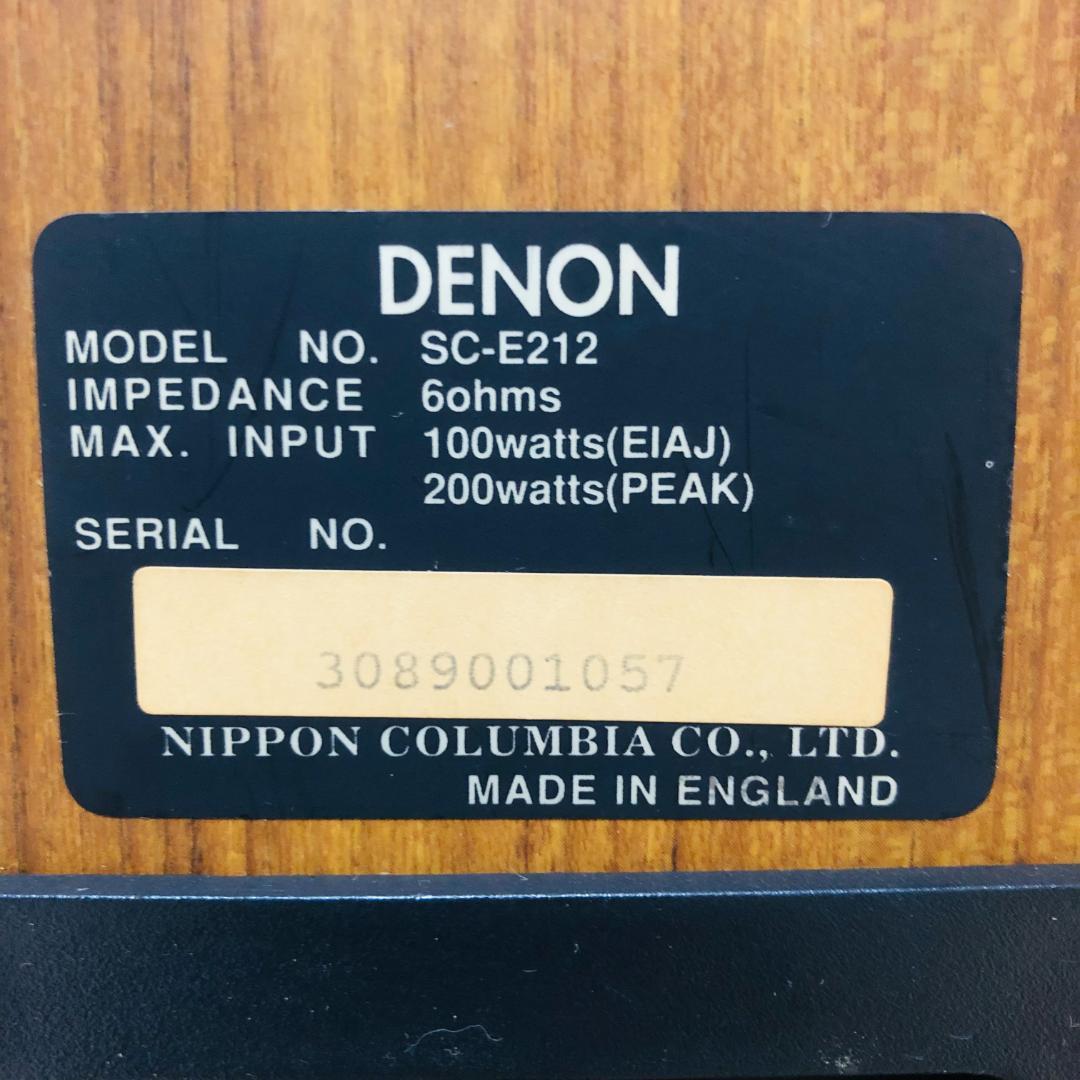 DENON
MODEL NO. SC-E212
IMPEDANCE 6ohms
MAX. INPUT 100watts(EIAJ)
200watts(PEAK)
SERIAL NO.
3089001057
NIPPON COLUMBIA CO., LTD.
MADE IN ENGLAND